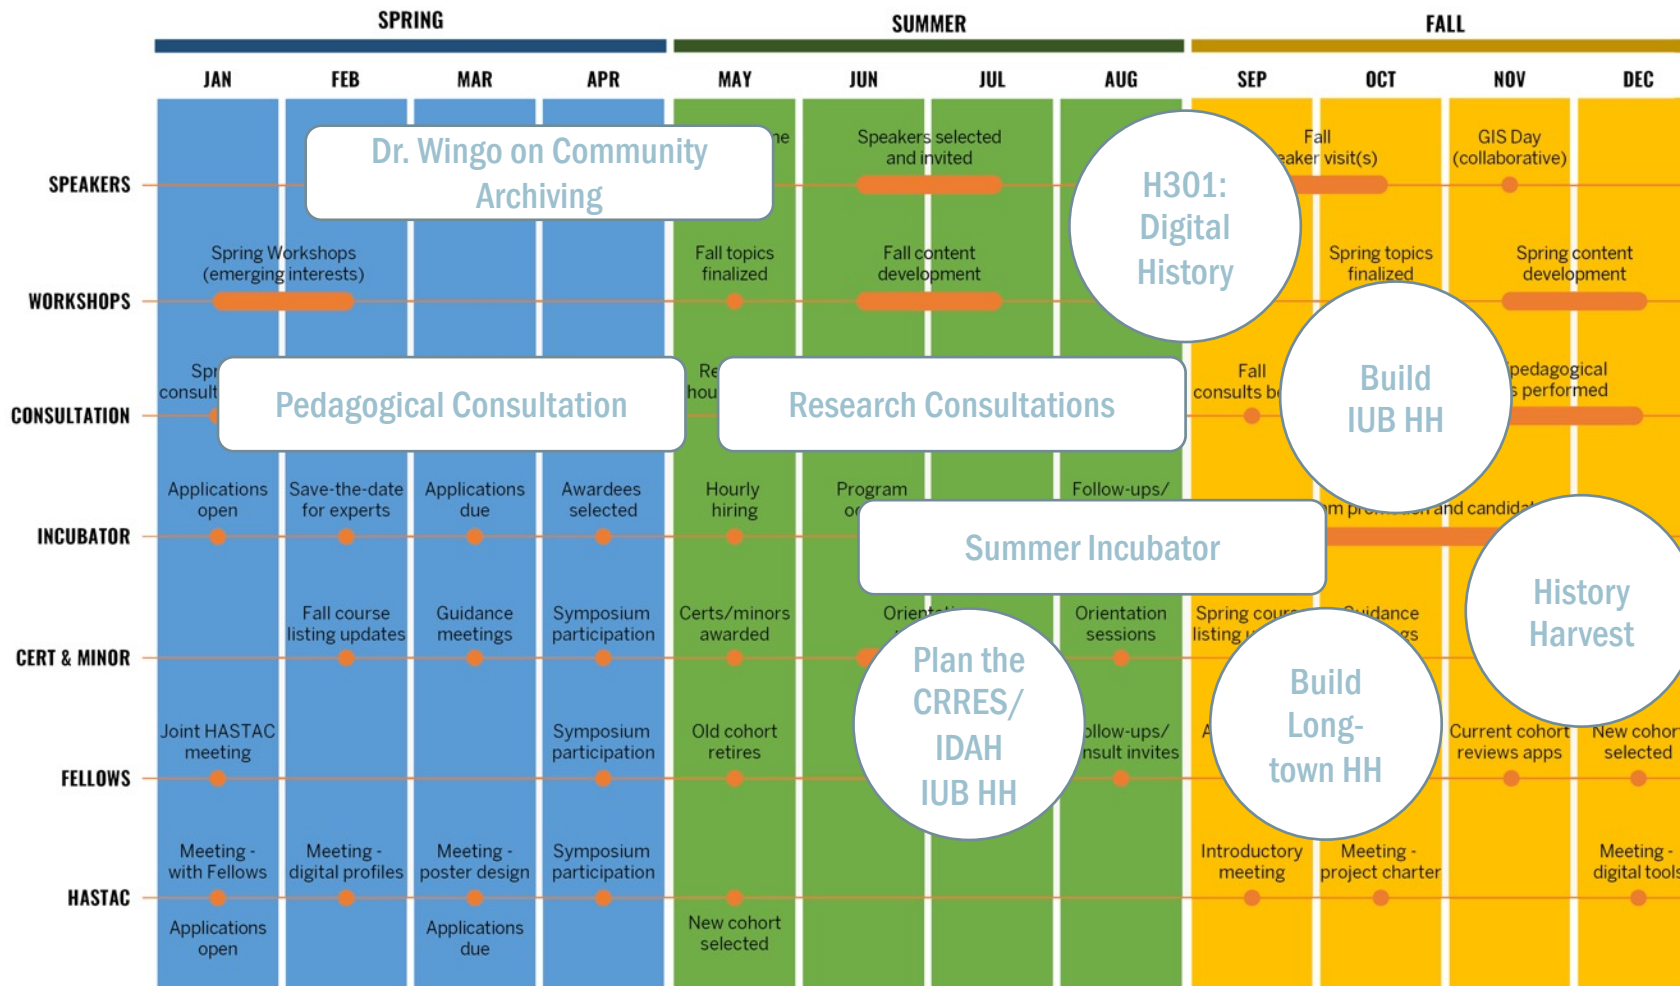 SPRING
SUMMER
FALL
JAN
FEB
MAR
APR
MAY
JUN
JUL
AUG
SEP
OCT
NOV
DEC
SPEAKERS
Dr. Wingo on Community
Archiving
Speakers selected
and invited
H301:
Digital
History
Fall
visit(s)
GIS Day
(collaborative)
WORKSHOPS
Spring Workshops
(emerging interests)
Fall topics
finalized
Fall content
development
Spring topics
finalized
Spring content
development
CONSULTATION
Pedagogical Consultation
Research Consultations
Fall
consults
Build
IUB HH
pedagogical
performed
INCUBATOR
Applications
open
Save-the-date
for experts
Applications
due
Awardees
selected
Hourly
hiring
Program
Follow-ups/
Summer Incubator
and
History
Harvest
CERT & MINOR
Fall course
listing updates
Guidance
meetings
Symposium
participation
Certs/minors
awarded
Orientation
sessions
Spring
listing
Plan the
CRRES/
IDAH
IUB HH
Build
Long-
town HH
FELLOWS
Joint HASTAC
meeting
Symposium
participation
Old cohort
retires
invites
Current cohort
reviews apps
New cohort
selected
HASTAC
Meeting -
with Fellows
Applications
open
Meeting -
digital profiles
Meeting -
poster design
Applications
due
Symposium
participation
New cohort
selected
Introductory
meeting
Meeting -
project charter
Meeting -
digital tools